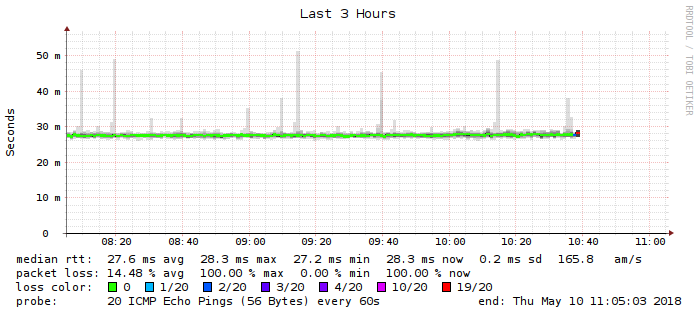 Last 3 Hours
RRDTOOL / TOBI OETIKER
Seconds
50 m
40 m
30 m
20 m
10 m
0
08:20 08:40 09:00 09:20 09:40 10:00 10:20 10:40 11:00
median rtt: 27.6 ms avg 28.3 ms max 27.2 ms min 28.3 ms now 0.2 ms sd 165.8 am/s
packet loss: 14.48 % avg 100.00 % max 0.00 % min 100.00 % now
loss color: 0 1/20 2/20 3/20 4/20 10/20 19/20
probe: 20 ICMP Echo Pings (56 Bytes) every 60s end: Thu May 10 11:05:03 2018